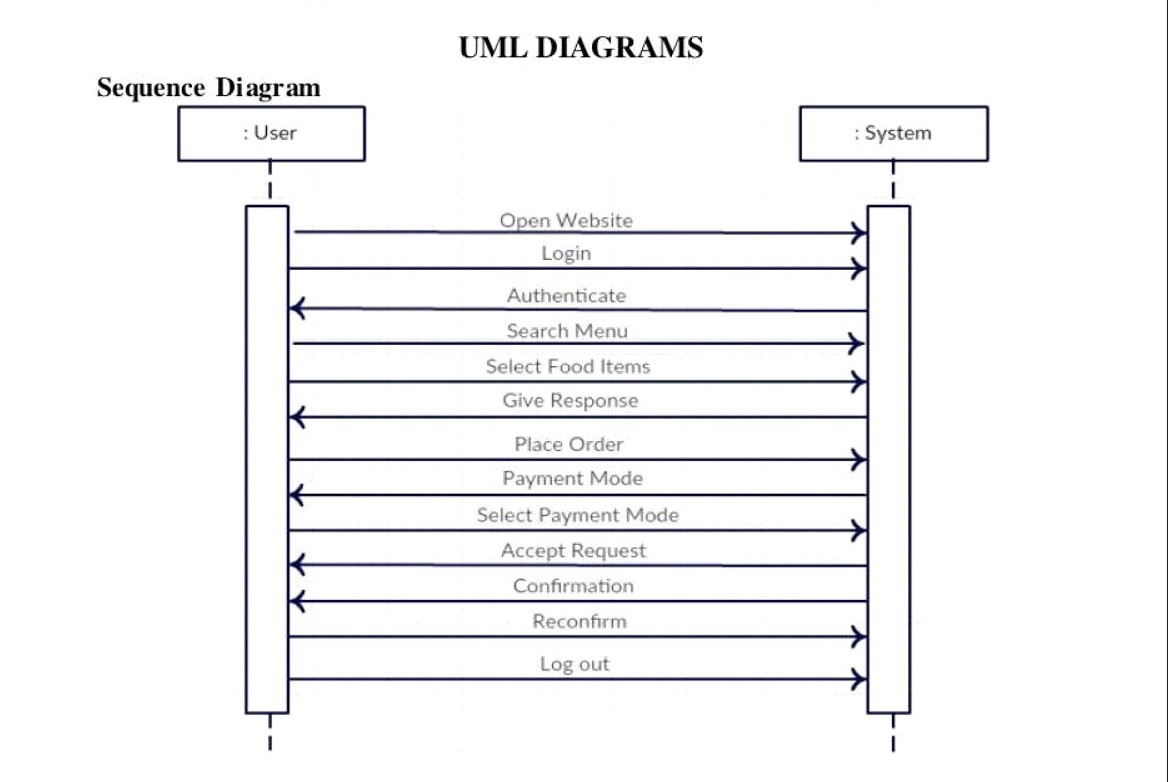 UML DIAGRAMS
Sequence Diagram
: User
: System
Open Website
Login
Authenticate
Search Menu
Select Food Items
Give Response
Place Order
Payment Mode
Select Payment Mode
Accept Request
Confirmation
Reconfirm
Log out